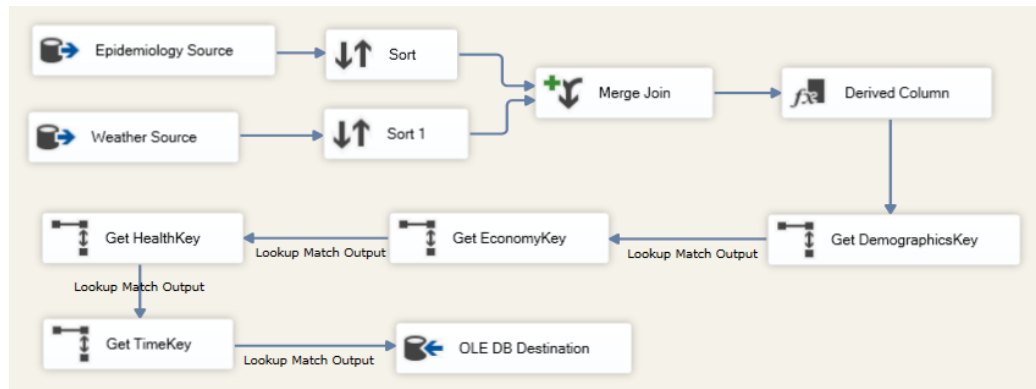 Epidemiology Source
Sort
Merge Join
Derived Column
Weather Source
Sort 1
Get HealthKey
Lookup Match Output
Get EconomyKey
Lookup Match Output
Get DemographicsKey
Lookup Match Output
Get TimeKey
Lookup Match Output
OLE DB Destination